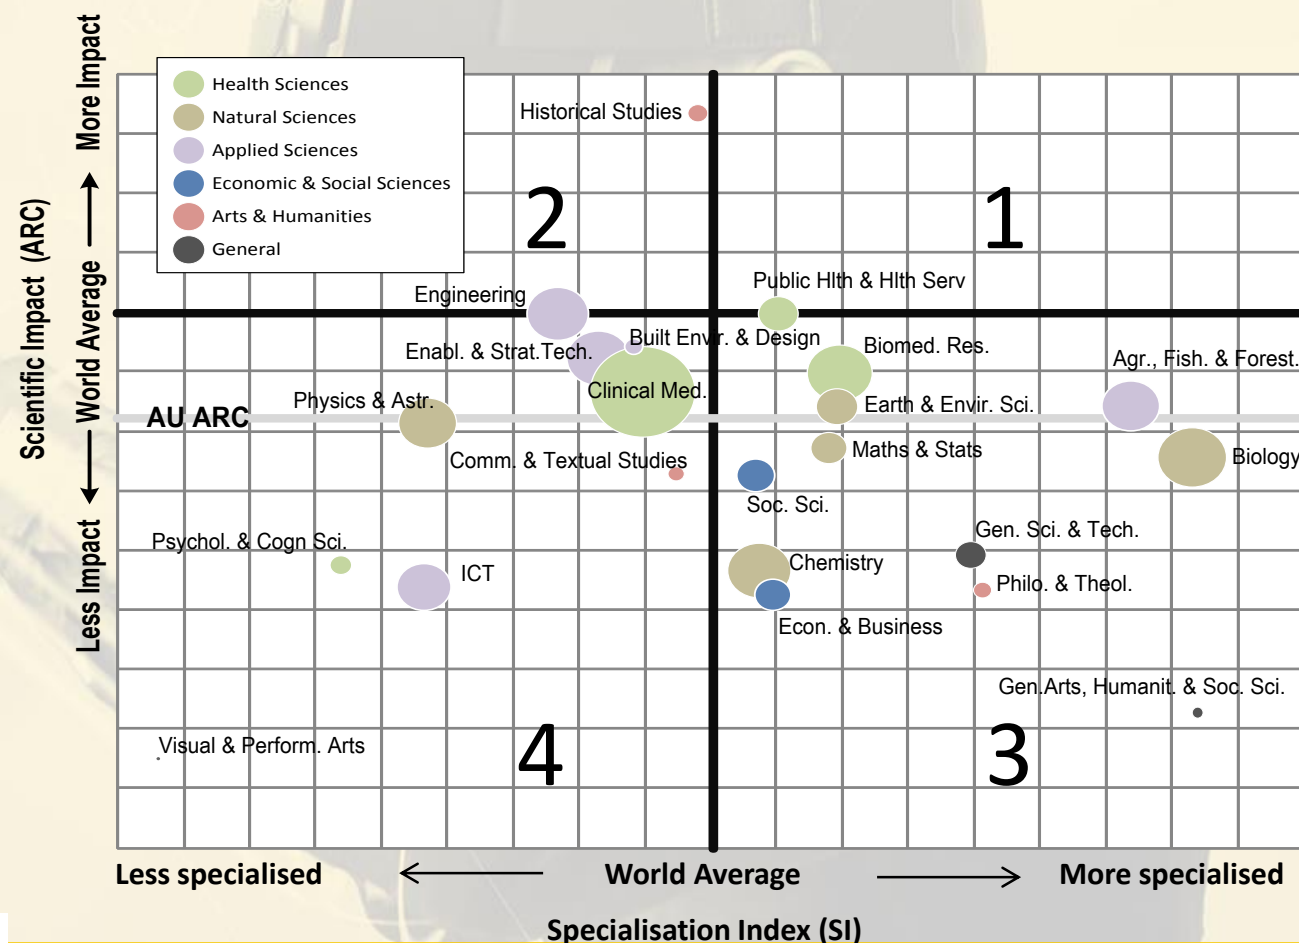 More Impact
World Average
Less Impact
Scientific Impact (ARC)
Health Sciences
Natural Sciences
Applied Sciences
Economic & Social Sciences
Arts & Humanities
General
Historical Studies
2
1
Public Hlth & Hlth Serv
Engineering
Built Envir. & Design
Enabl. & Strat.Tech.
Biomed. Res.
Agr., Fish. & Forest.
Clinical Med.
Physics & Astr.
Earth & Envir. Sci.
AU ARC
Maths & Stats
Biology
Comm. & Textual Studies
Soc. Sci.
Gen. Sci. & Tech.
Psychol. & Cogn Sci.
Chemistry
ICT
Philo. & Theol.
Econ. & Business
Gen.Arts, Humanit. & Soc. Sci.
Visual & Perform. Arts
4
3
Less specialised
World Average
More specialised
Specialisation Index (SI)